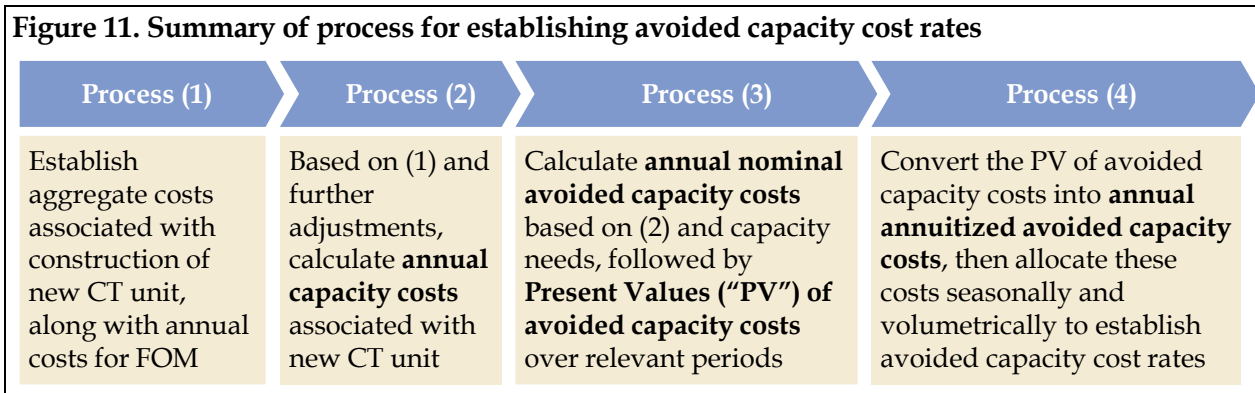 Figure 11. Summary of process for establishing avoided capacity cost rates
Process (1)
Process (2)
Process (3)
Process (4)
Establish
aggregate costs
associated with
construction of
new CT unit,
along with annual
costs for FOM
Based on (1) and
further
adjustments,
calculate annual
capacity costs
associated with
new CT unit
Calculate annual nominal
avoided capacity costs
based on (2) and capacity
needs, followed by
Present Values (“PV”) of
avoided capacity costs
over relevant periods
Convert the PV of avoided
capacity costs into annual
annuitized avoided capacity
costs, then allocate these
costs seasonally and
volumetrically to establish
avoided capacity cost rates